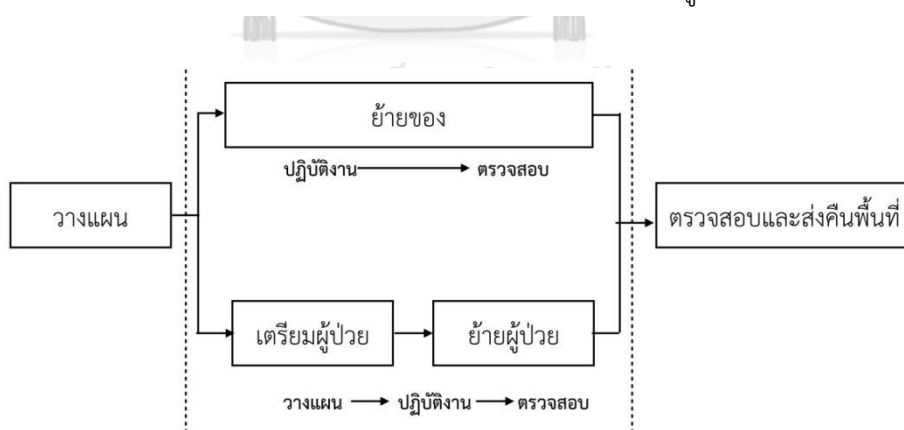 ย้ายของ
ปฏิบัติงาน ตรวจสอบ
วางแผน
ตรวจสอบและส่งคืนพื้นที่
เตรียมผู้ป่วย
ย้ายผู้ป่วย
วางแผน ปฏิบัติงาน ตรวจสอบ